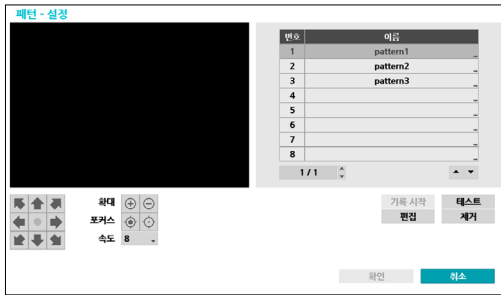 패턴 - 설정
번호 이름
1 pattern1
2 pattern2
3 pattern3
4
5
6
7
8
1 / 1
확대
포커스
속도 8
기록 시작 테스트
편집 제거
확인 취소